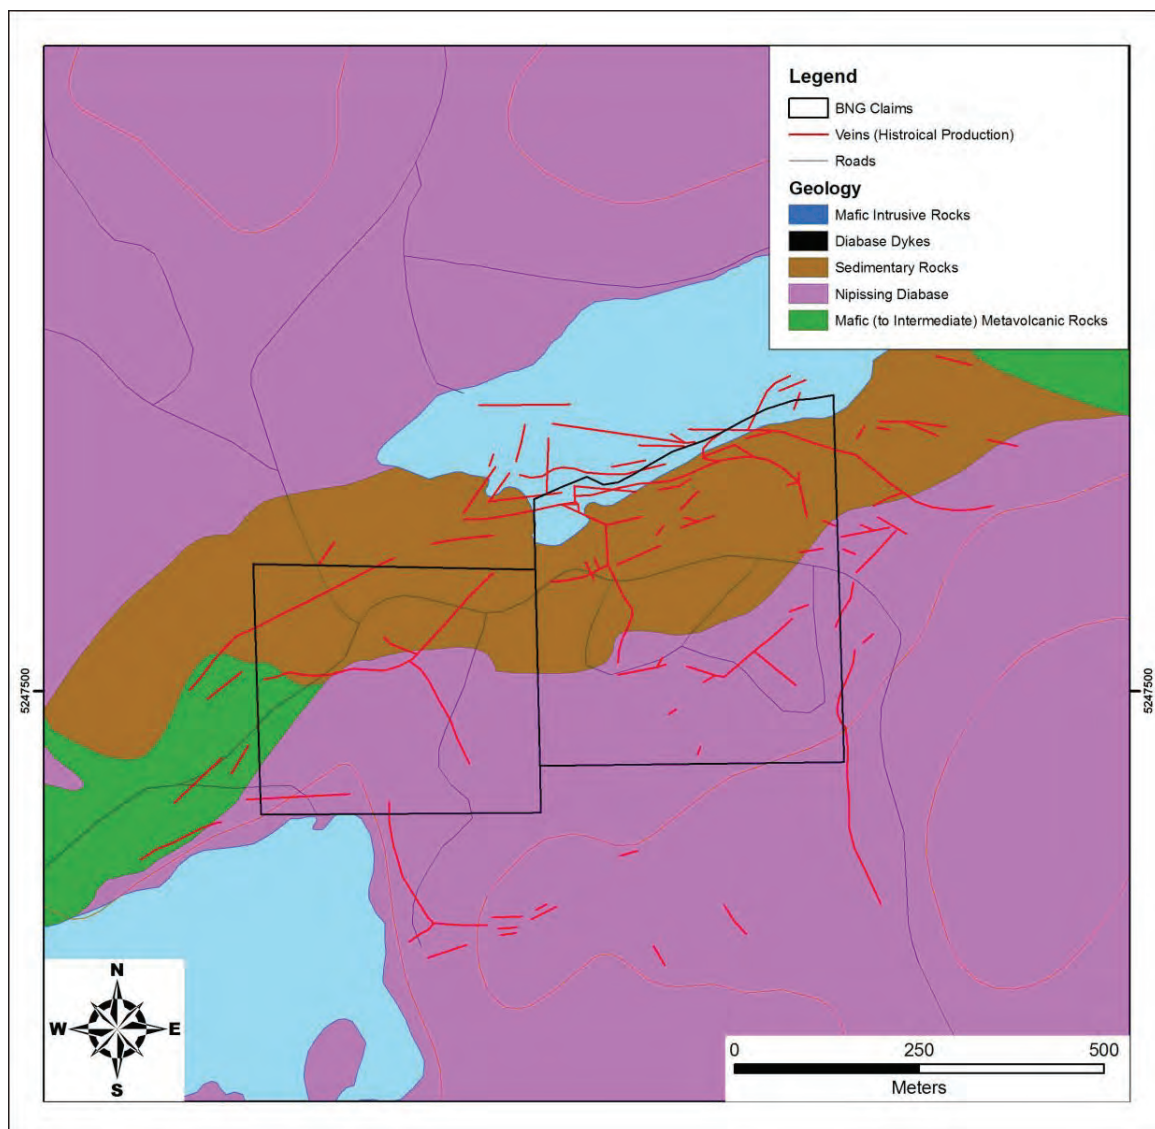 Legend
BNG Claims
Veins (Histroical Production)
Roads
Geology
Mafic Intrusive Rocks
Diabase Dykes
Sedimentary Rocks
Nipissing Diabase
Mafic (to Intermediate) Metavolcanic Rocks
5247500
5247500
N
W E
S
0 250 500
Meters